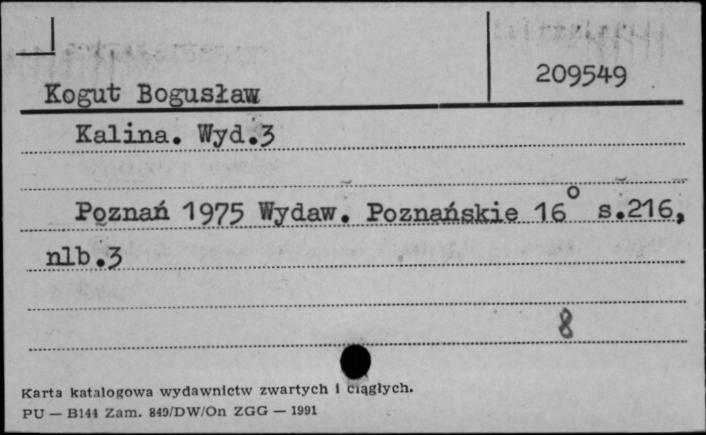 209549
Kogut Bogusław
Kalina. Wyd.3
Poznań 1975 Wydaw. Poznańskie 16° s.216,
nlb.3
8
Karta katalogowa wydawnictw zwartych i ciągłych.
PU — B144 Zam. 849/DW/On ZGG — 1991